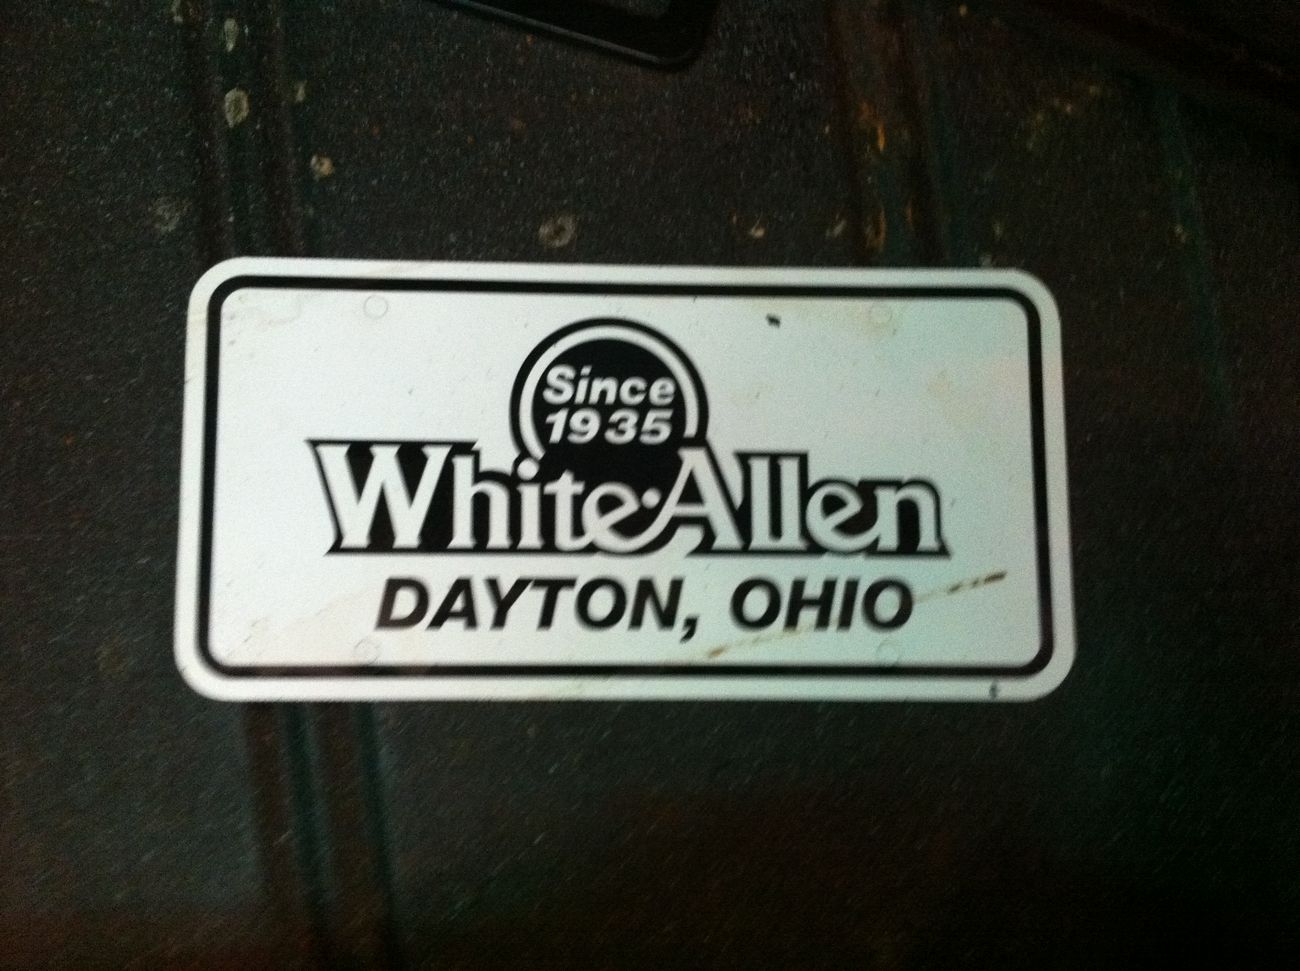 Since
1935
White•Allen
DAYTON, OHIO